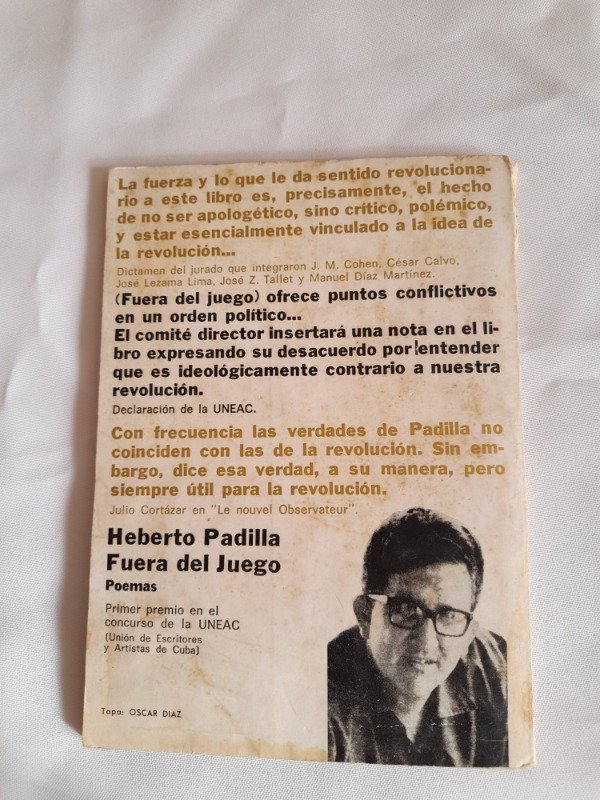 La fuerza y lo que le da sentido revoluciona-
rio a este libro es, precisamente, el hecho
de no ser apologético, sino crítico, polémico,
y estar esencialmente vinculado a la idea de
la revolución...
Dictamen del jurado que integraron J. M. Cohen, César Calvo,
José Lezama Lima, José Z. Tallet y Manuel Díaz Martínez.
(Fuera del juego) ofrece puntos conflictivos
en un orden político...
El comité director insertará una nota en el li-
bro expresando su desacuerdo por entender
que es ideológicamente contrario a nuestra
revolución.
Declaración de la UNEAC.
Con frecuencia las verdades de Padilla no
coinciden con las de la revolución. Sin em-
bargo, dice esa verdad, a su manera, pero
siempre útil para la revolución.
Julio Cortázar en "Le nouvel Observateur".
Heberto Padilla
Fuera del Juego
Poemas
Primer premio en el
concurso de la UNEAC
(Unión de Escritores
y Artistas de Cuba)
Tapa: OSCAR DIAZ